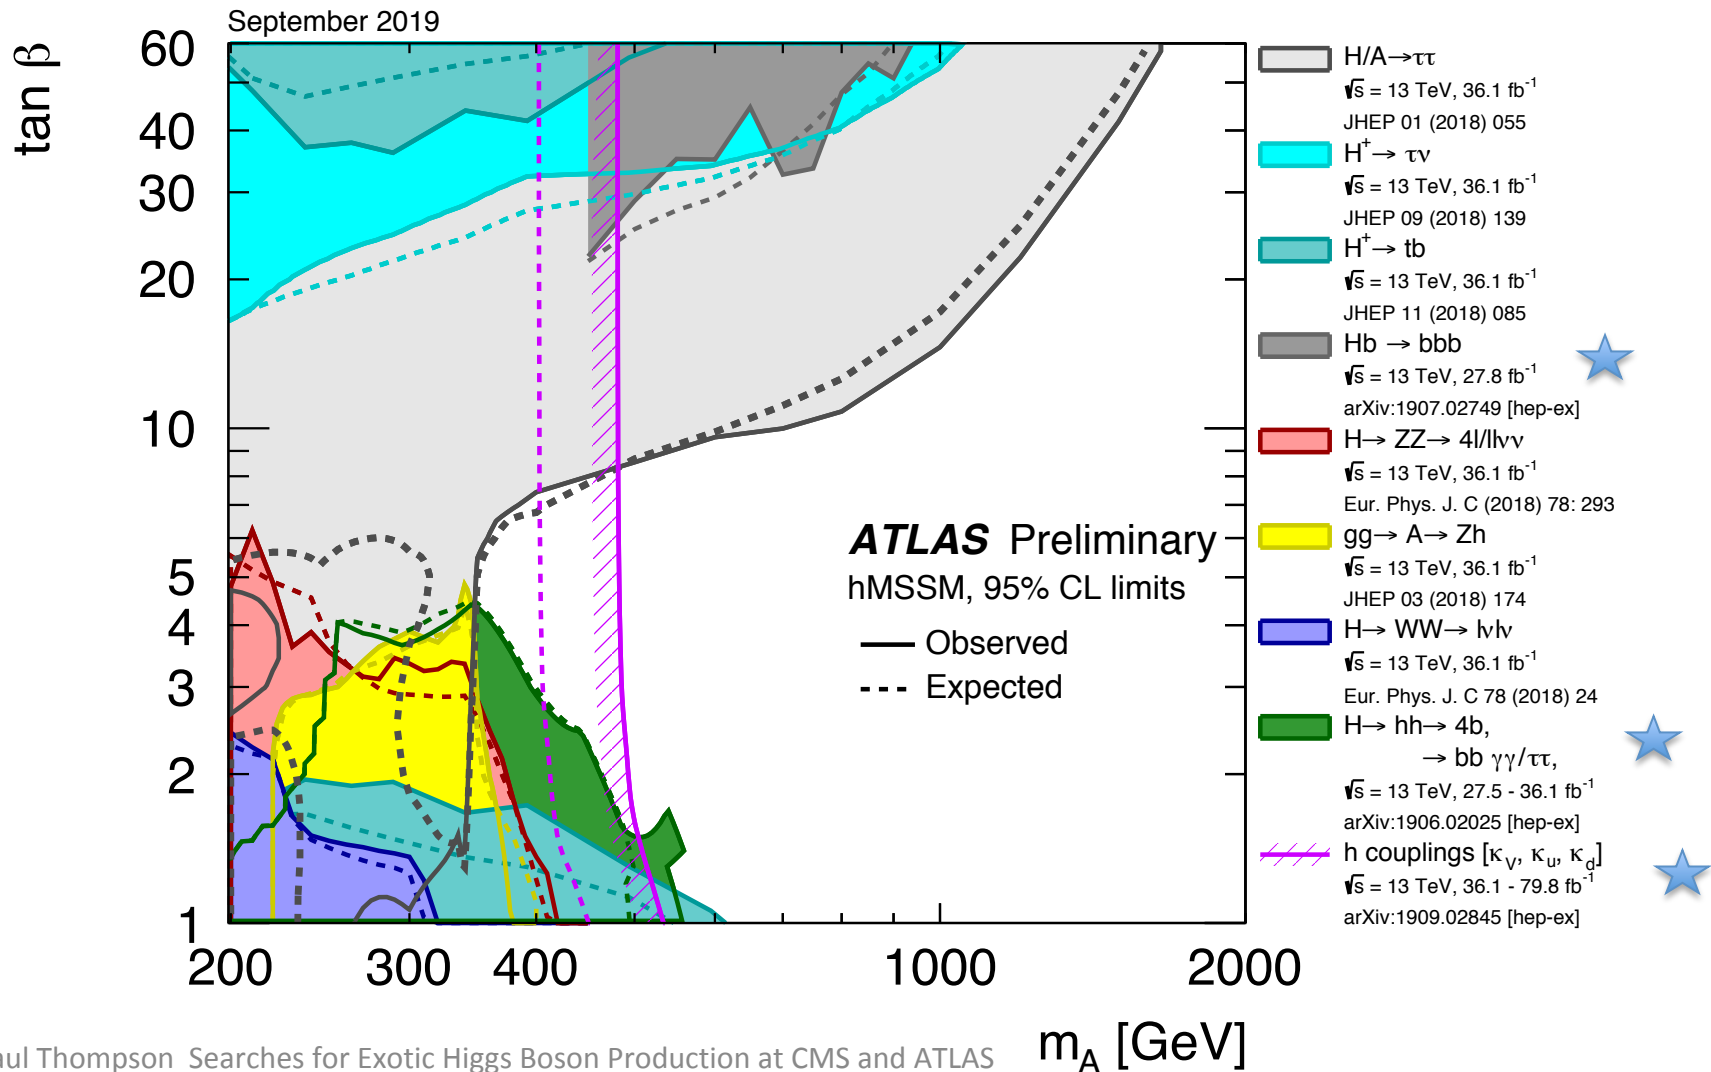 September 2019
tan β
60
40
30
20
10
5
4
3
2
1
200
300
400
1000
2000
m_A [GeV]
ATLAS Preliminary
hMSSM, 95% CL limits
Observed
Expected
H/A→ττ
√s = 13 TeV, 36.1 fb⁻¹
JHEP 01 (2018) 055
H⁺→ τν
√s = 13 TeV, 36.1 fb⁻¹
JHEP 09 (2018) 139
H⁺→ tb
√s = 13 TeV, 36.1 fb⁻¹
JHEP 11 (2018) 085
Hb → bbb
√s = 13 TeV, 27.8 fb⁻¹
arXiv:1907.02749 [hep-ex]
H→ ZZ→ 4l/llνν
√s = 13 TeV, 36.1 fb⁻¹
Eur. Phys. J. C (2018) 78: 293
gg→ A→ Zh
√s = 13 TeV, 36.1 fb⁻¹
JHEP 03 (2018) 174
H→ WW→ lνlν
√s = 13 TeV, 36.1 fb⁻¹
Eur. Phys. J. C 78 (2018) 24
H→ hh→ 4b,
→ bb γγ/ττ,
√s = 13 TeV, 27.5 - 36.1 fb⁻¹
arXiv:1906.02025 [hep-ex]
h couplings [κ_V, κ_u, κ_d]
√s = 13 TeV, 36.1 - 79.8 fb⁻¹
arXiv:1909.02845 [hep-ex]
aul Thompson Searches for Exotic Higgs Boson Production at CMS and ATLAS